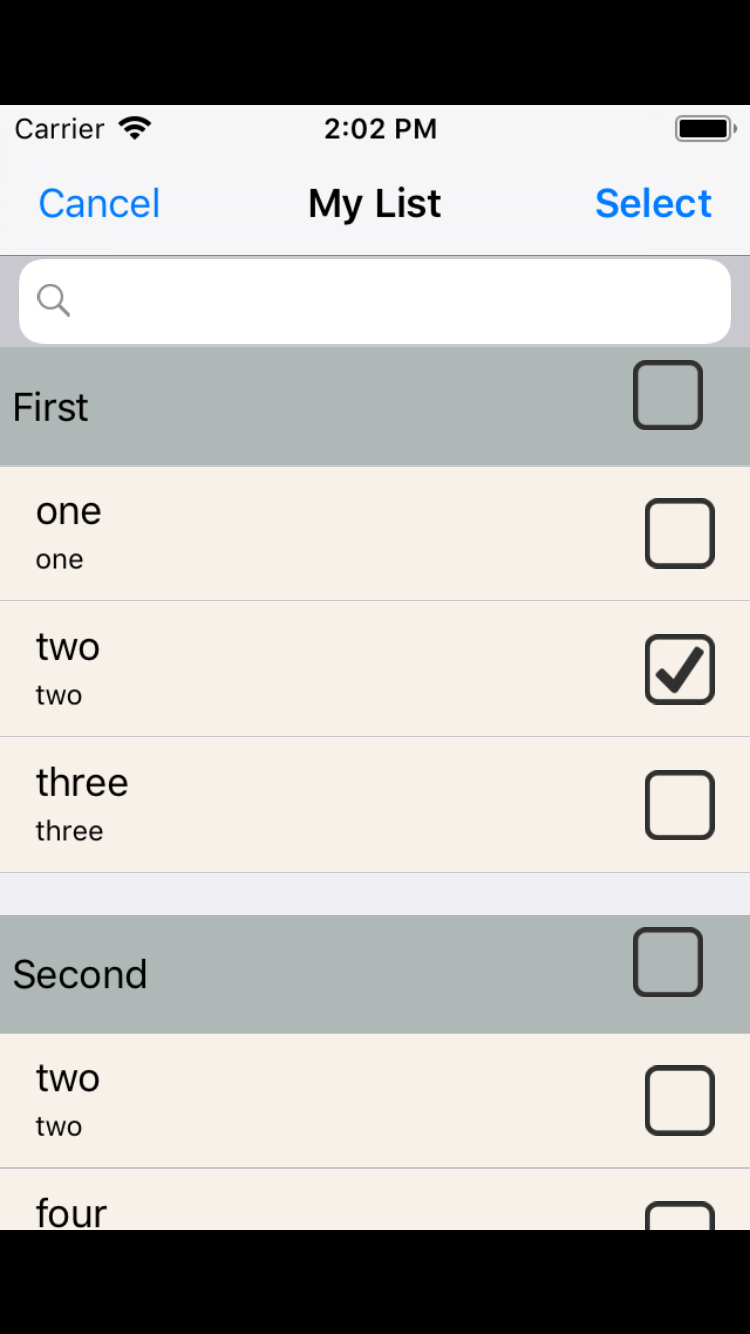 Carrier 2:02 PM
Cancel My List Select
First
one
one
two
two
three
three
Second
two
two
four